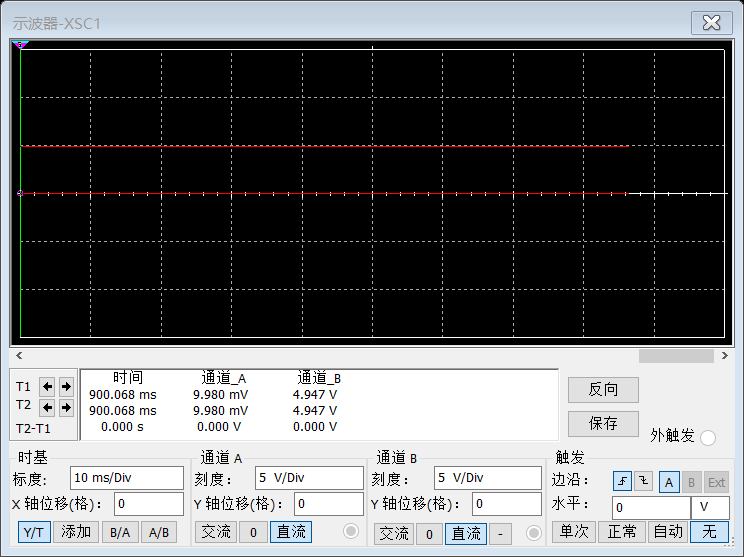 示波器-XSC1
时间 通道_A 通道_B
T1 900.068 ms 9.980 mV 4.947 V
T2 900.068 ms 9.980 mV 4.947 V
T2-T1 0.000 s 0.000 V 0.000 V
反向
保存
外触发
时基
标度: 10 ms/Div
X 轴位移(格): 0
Y/T 添加 B/A A/B
通道 A
刻度: 5 V/Div
Y 轴位移(格): 0
交流 0 直流
通道 B
刻度: 5 V/Div
Y 轴位移(格): 0
交流 0 直流 -
触发
边沿: A B Ext
水平: 0 V
单次 正常 自动 无